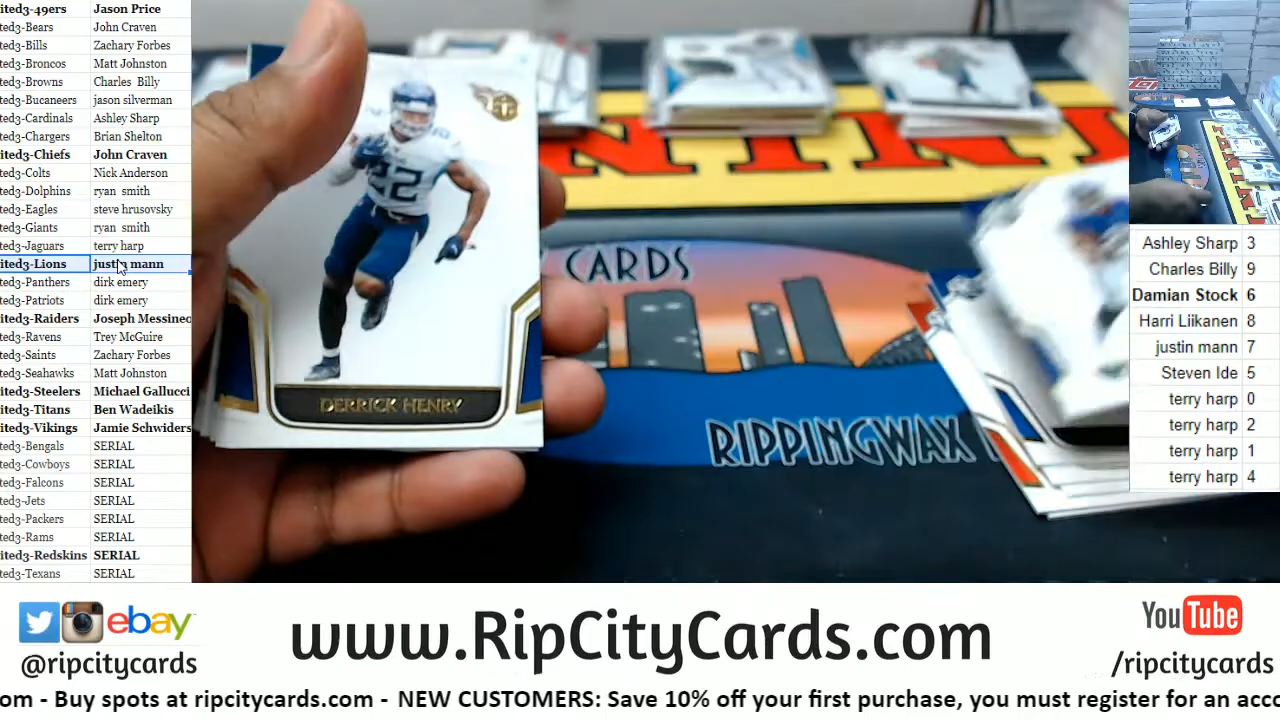 ited3-49ers Jason Price
ted3-Bears John Craven
ted3-Bills Zachary Forbes
ted3-Broncos Matt Johnston
ted3-Browns Charles Billy
ted3-Bucaneers jason silverman
ted3-Cardinals Ashley Sharp
ted3-Chargers Brian Shelton
ited3-Chiefs John Craven
ted3-Colts Nick Anderson
ted3-Dolphins ryan smith
ted3-Eagles steve hrusovsky
ted3-Giants ryan smith
ted3-Jaguars terry harp
ited3-Lions justin mann
ted3-Panthers dirk emery
ted3-Patriots dirk emery
ited3-Raiders Joseph Messineo
ted3-Ravens Trey McGuire
ted3-Saints Zachary Forbes
ted3-Seahawks Matt Johnston
ited3-Steelers Michael Gallucci
ited3-Titans Ben Wadeikis
ited3-Vikings Jamie Schwiders
ted3-Bengals SERIAL
ted3-Cowboys SERIAL
ted3-Falcons SERIAL
ted3-Jets SERIAL
ted3-Packers SERIAL
ted3-Rams SERIAL
ited3-Redskins SERIAL
ted3-Texans SERIAL
22
DERRICK HENRY
CARDS
RIPPINGWAX
Ashley Sharp 3
Charles Billy 9
Damian Stock 6
Harri Liikanen 8
justin mann 7
Steven Ide 5
terry harp 0
terry harp 2
terry harp 1
terry harp 4
ebay
@ripcitycards
www.RipCityCards.com
YouTube
/ripcitycards
om - Buy spots at ripcitycards.com - NEW CUSTOMERS: Save 10% off your first purchase, you must register for an acco